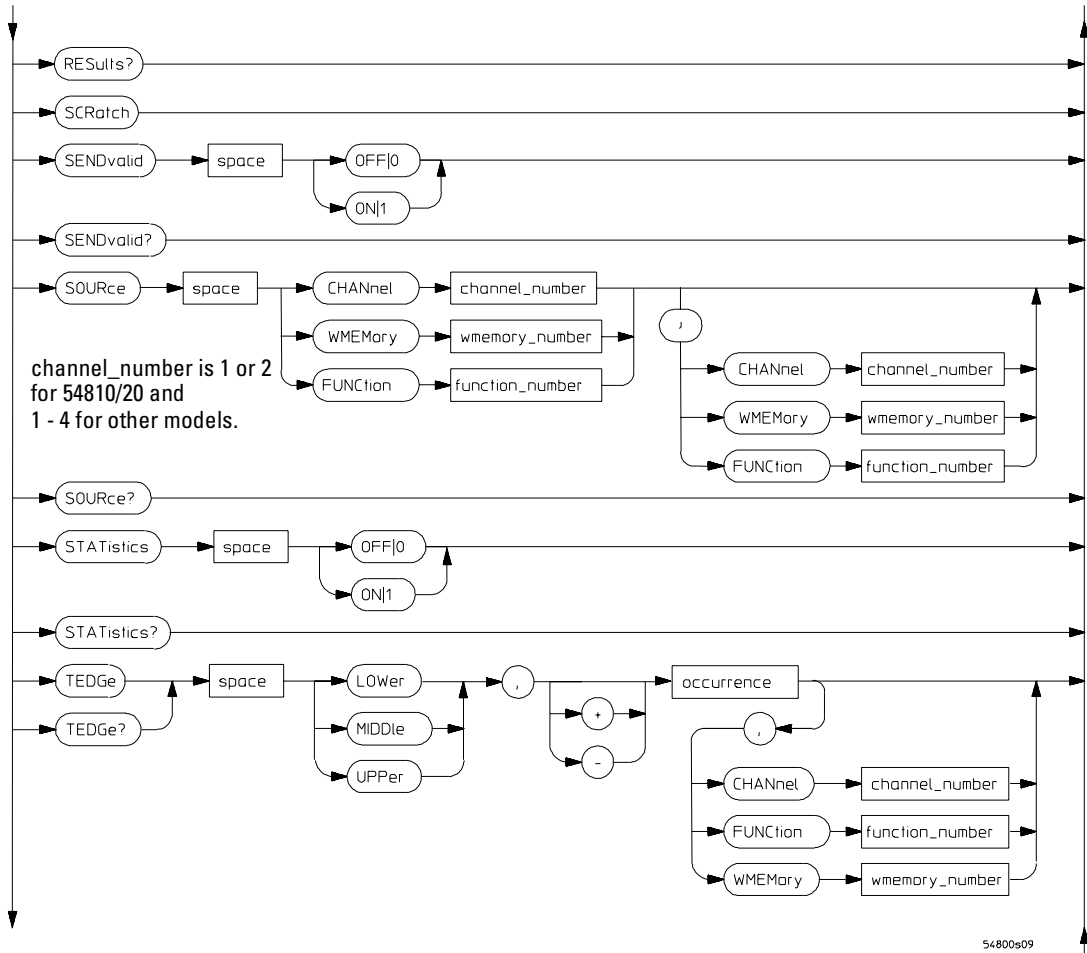 RESults?
SCRatch
SENDvalid space OFF|0
ON|1
SENDvalid?
SOURce space CHANnel channel_number
WMEMory wmemory_number
FUNCtion function_number
,
CHANnel channel_number
WMEMory wmemory_number
FUNCtion function_number
channel_number is 1 or 2
for 54810/20 and
1 - 4 for other models.
SOURce?
STATistics space OFF|0
ON|1
STATistics?
TEDGe space LOWer , occurrence
TEDGe? MIDDle +
UPPer -
,
CHANnel channel_number
FUNCtion function_number
WMEMory wmemory_number
54800s09